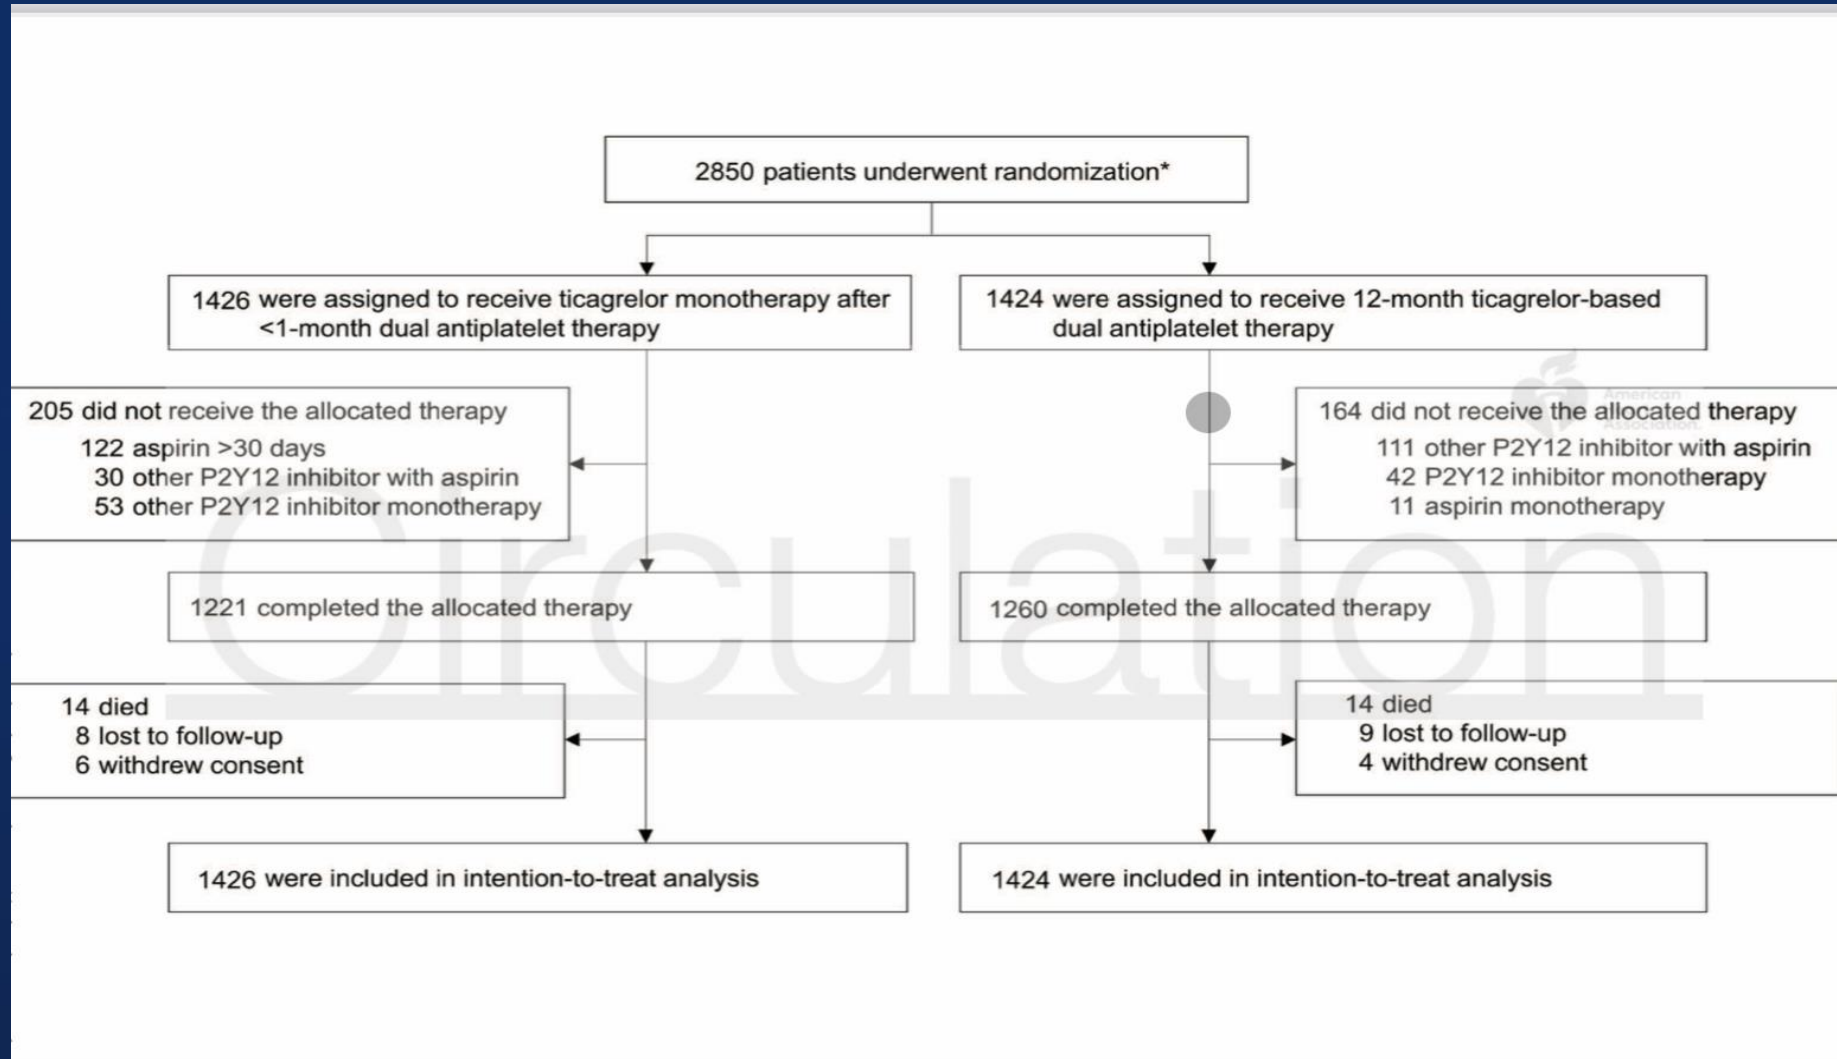 2850 patients underwent randomization*
1426 were assigned to receive ticagrelor monotherapy after
<1-month dual antiplatelet therapy
1424 were assigned to receive 12-month ticagrelor-based
dual antiplatelet therapy
205 did not receive the allocated therapy
122 aspirin >30 days
30 other P2Y12 inhibitor with aspirin
53 other P2Y12 inhibitor monotherapy
American
Association.
164 did not receive the allocated therapy
111 other P2Y12 inhibitor with aspirin
42 P2Y12 inhibitor monotherapy
11 aspirin monotherapy
Circulation
1221 completed the allocated therapy
1260 completed the allocated therapy
14 died
8 lost to follow-up
6 withdrew consent
14 died
9 lost to follow-up
4 withdrew consent
1426 were included in intention-to-treat analysis
1424 were included in intention-to-treat analysis